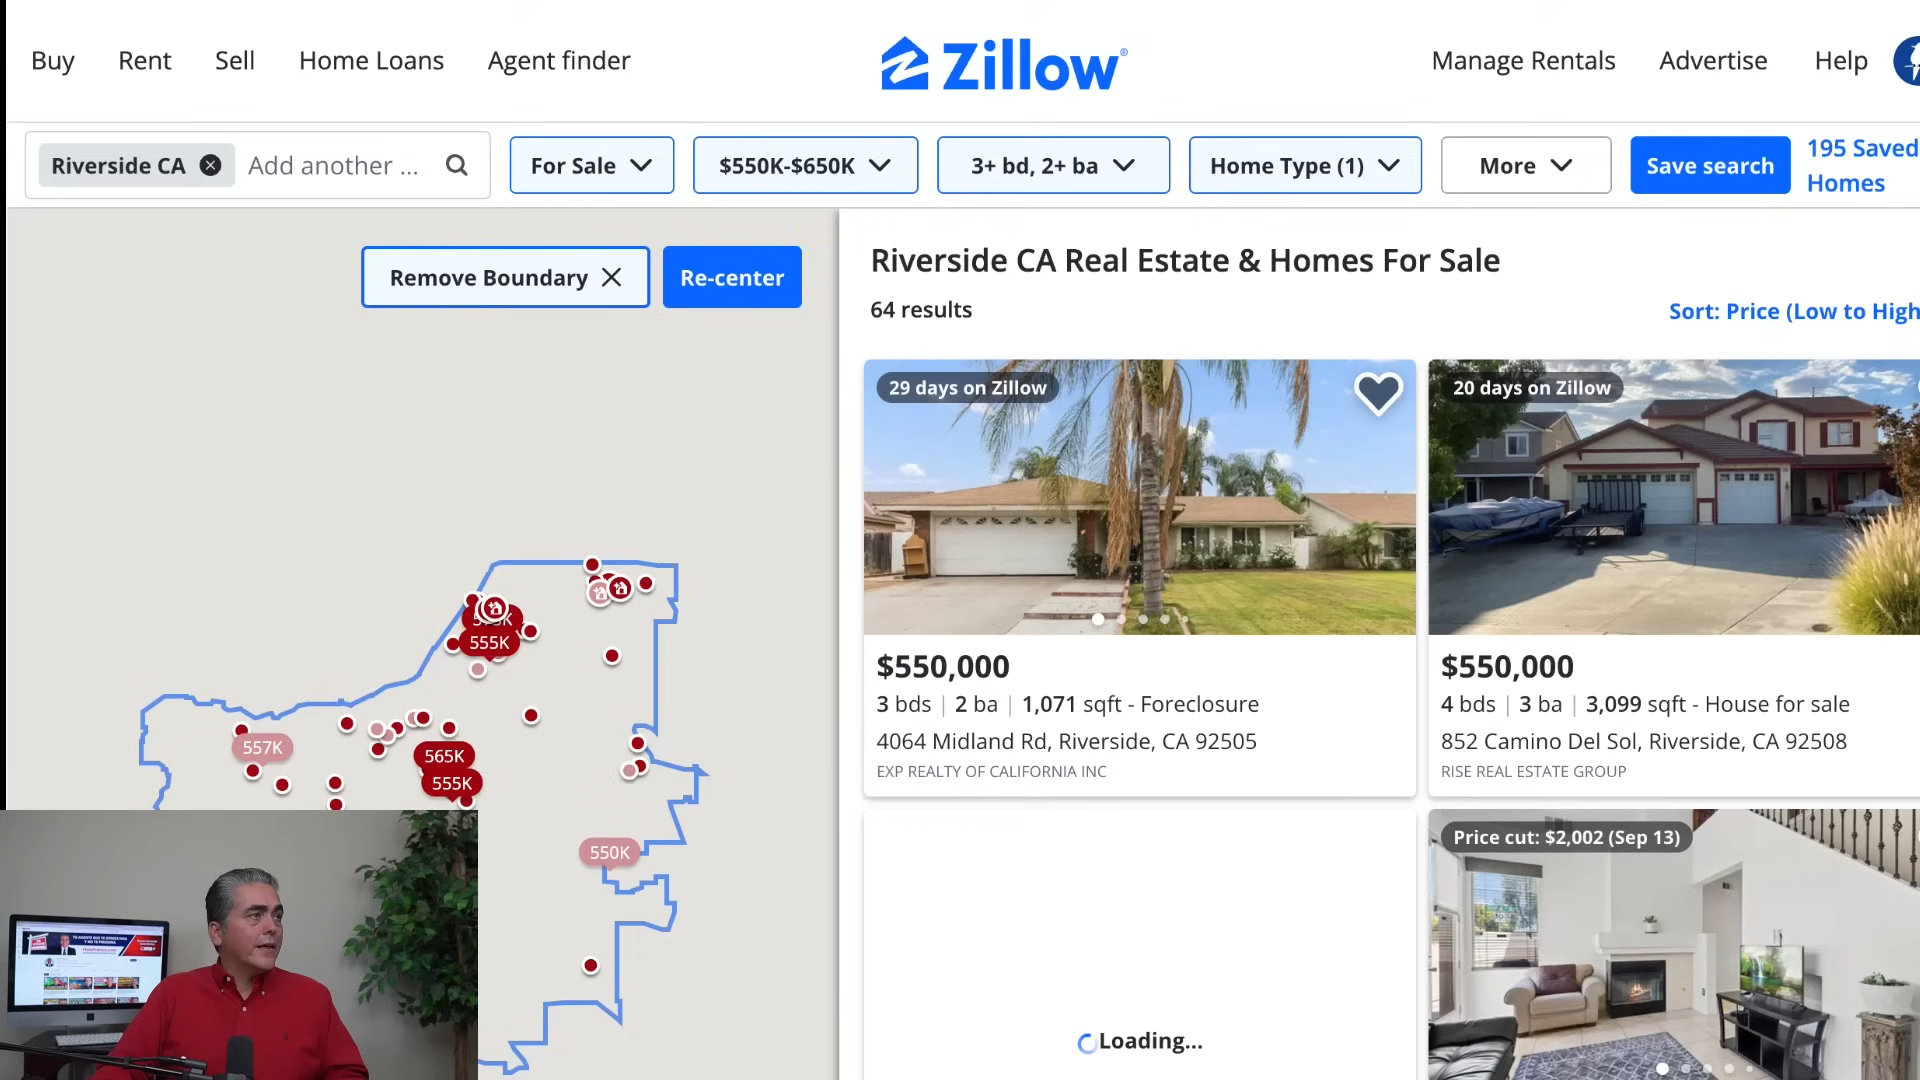 Buy
Rent
Sell
Home Loans
Agent finder
Zillow®
Manage Rentals
Advertise
Help
Riverside CA
Add another ...
For Sale
$550K-$650K
3+ bd, 2+ ba
Home Type (1)
More
Save search
195 Saved
Homes
Remove Boundary
Re-center
Riverside CA Real Estate & Homes For Sale
64 results
Sort: Price (Low to High
29 days on Zillow
$550,000
3 bds | 2 ba | 1,071 sqft - Foreclosure
4064 Midland Rd, Riverside, CA 92505
EXP REALTY OF CALIFORNIA INC
20 days on Zillow
$550,000
4 bds | 3 ba | 3,099 sqft - House for sale
852 Camino Del Sol, Riverside, CA 92508
RISE REAL ESTATE GROUP
555K
557K
565K
555K
550K
Loading...
Price cut: $2,002 (Sep 13)